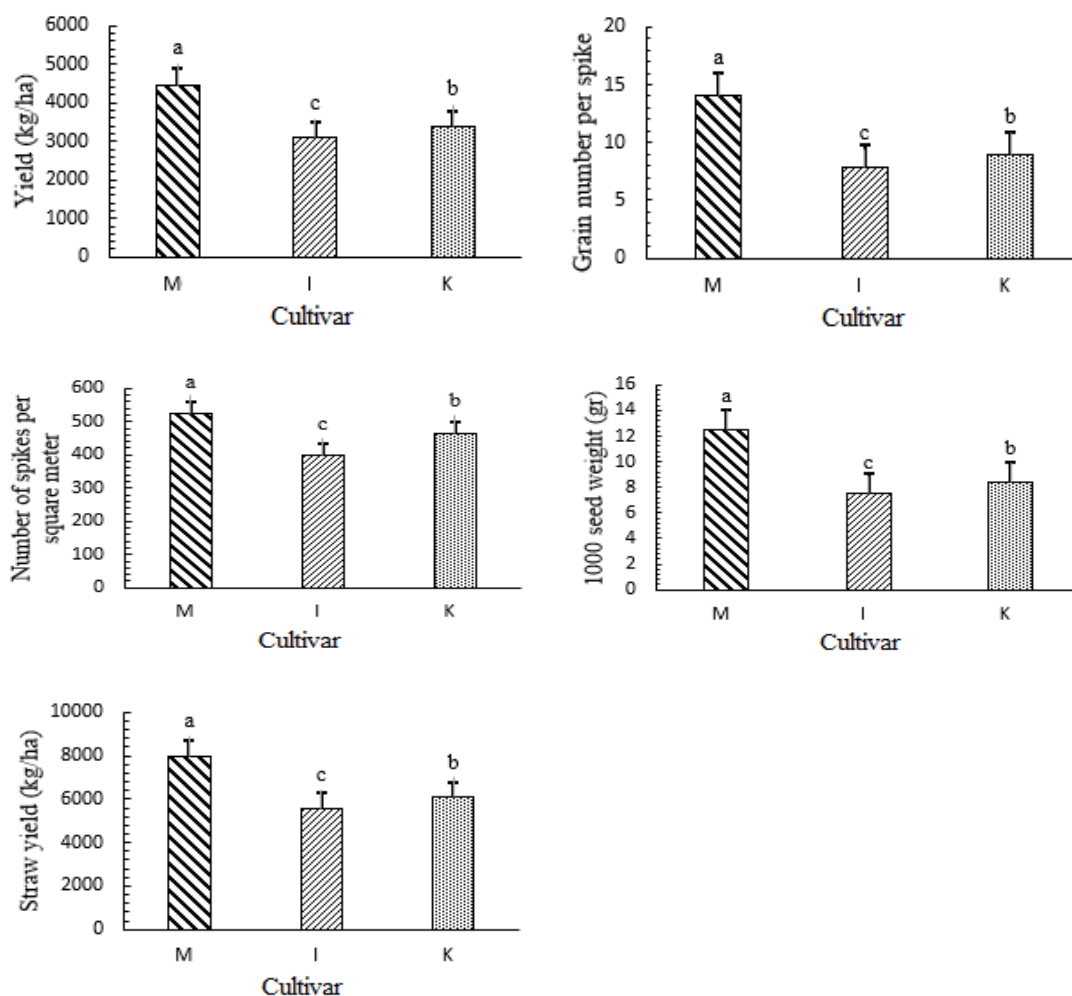 Yield (kg/ha)
6000
5000
4000
3000
2000
1000
0
a
c
b
M I K
Cultivar
Grain number per spike
20
15
10
5
0
a
c
b
M I K
Cultivar
Number of spikes per
square meter
600
500
400
300
200
100
0
a
c
b
M I K
Cultivar
1000 seed weight (gr)
16
14
12
10
8
6
4
2
0
a
c
b
M I K
Cultivar
Straw yield (kg/ha)
10000
8000
6000
4000
2000
0
a
c
b
M I K
Cultivar